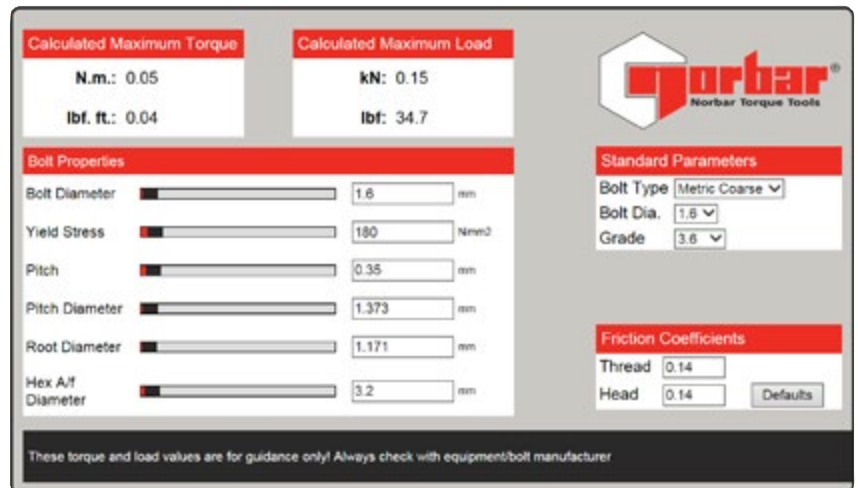 Calculated Maximum Torque
N.m.: 0.05
lbf. ft.: 0.04
Calculated Maximum Load
kN: 0.15
lbf: 34.7
norbar®
Norbar Torque Tools
Bolt Properties
Bolt Diameter 1.6 mm
Yield Stress 180 N/mm2
Pitch 0.35 mm
Pitch Diameter 1.373 mm
Root Diameter 1.171 mm
Hex A/f
Diameter 3.2 mm
Standard Parameters
Bolt Type Metric Coarse
Bolt Dia. 1.6
Grade 3.6
Friction Coefficients
Thread 0.14
Head 0.14 Defaults
These torque and load values are for guidance only! Always check with equipment/bolt manufacturer